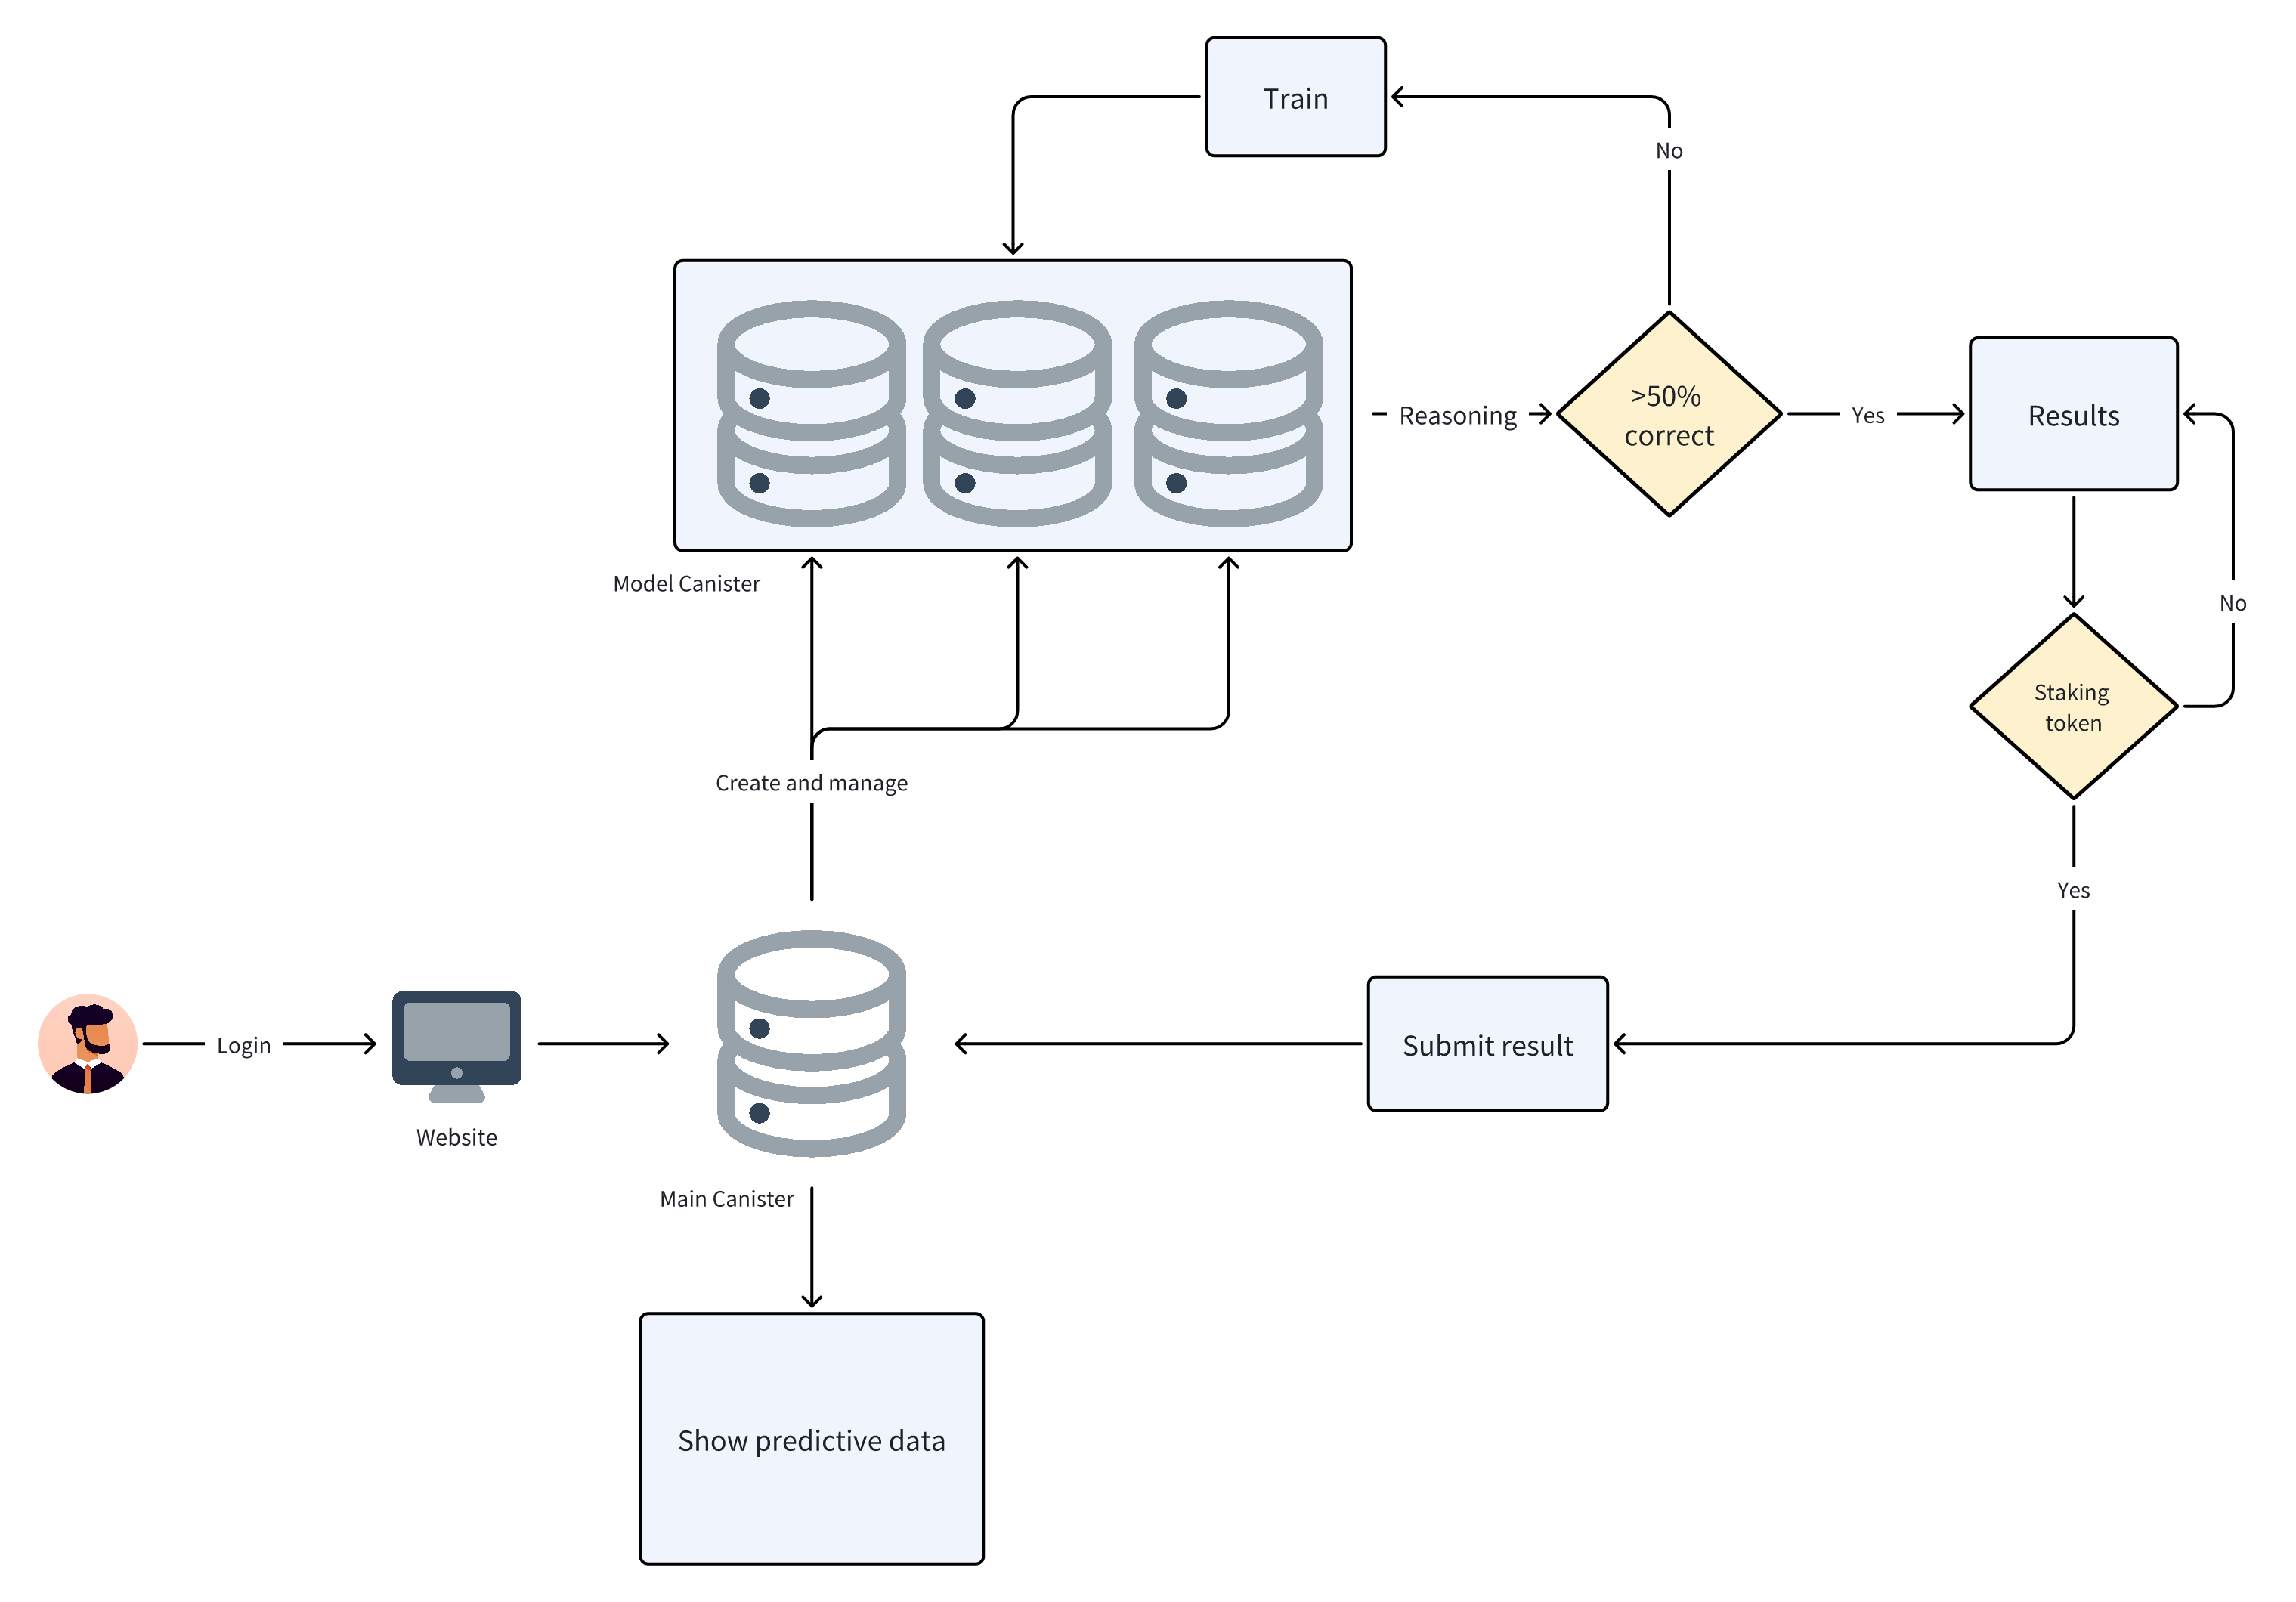 Train
No
Reasoning
>50%
correct
Yes
Results
Model Canister
No
Staking
token
Create and manage
Yes
Login
Submit result
Website
Main Canister
Show predictive data